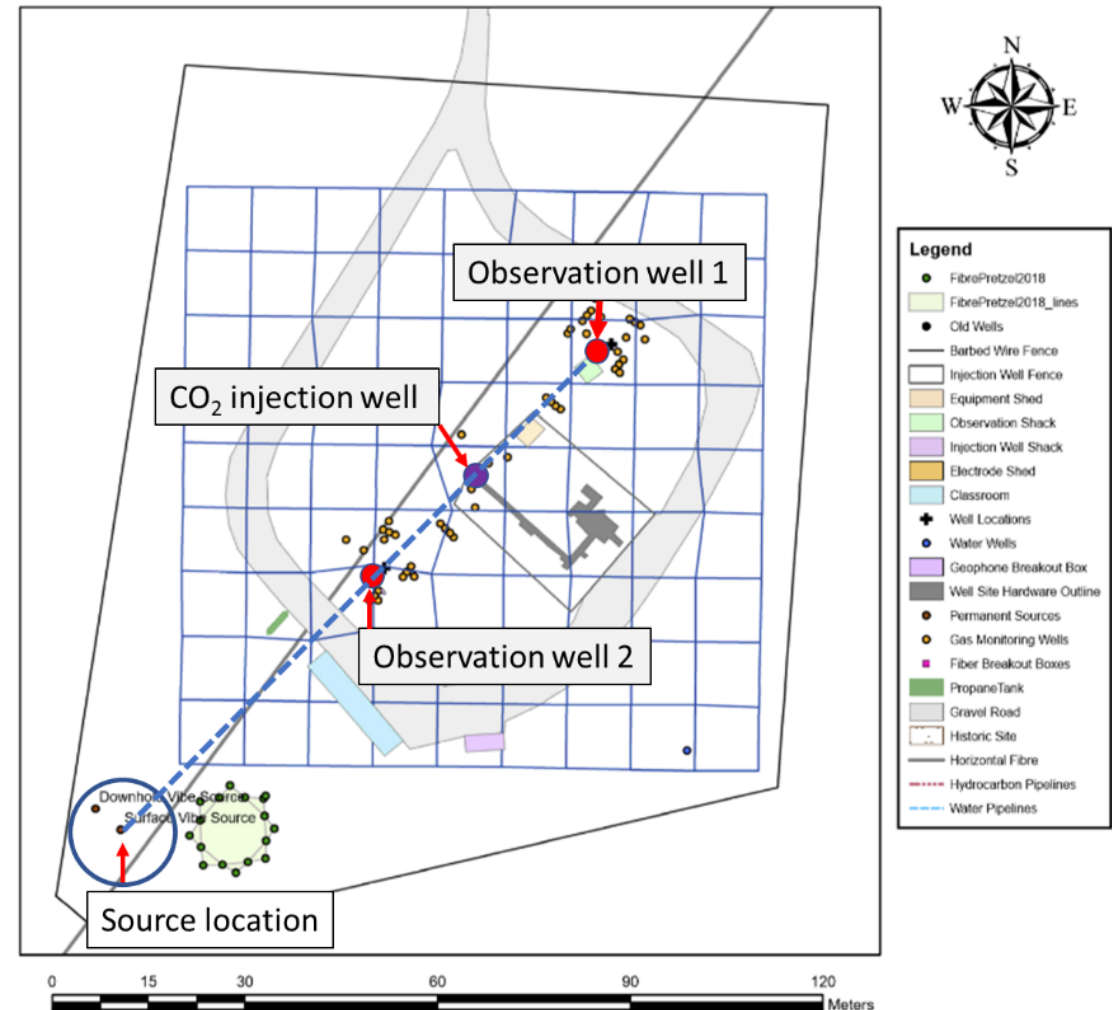 N
W E
S
Observation well 1
CO₂ injection well
Observation well 2
Downhole Vibe Source
Surface Vibe Source
Source location
0 15 30 60 90 120
Meters
Legend
FibrePretzel2018
FibrePretzel2018_lines
Old Wells
Barbed Wire Fence
Injection Well Fence
Equipment Shed
Observation Shack
Injection Well Shack
Electrode Shed
Classroom
Well Locations
Water Wells
Geophone Breakout Box
Well Site Hardware Outline
Permanent Sources
Gas Monitoring Wells
Fiber Breakout Boxes
PropaneTank
Gravel Road
Historic Site
Horizontal Fibre
Hydrocarbon Pipelines
Water Pipelines